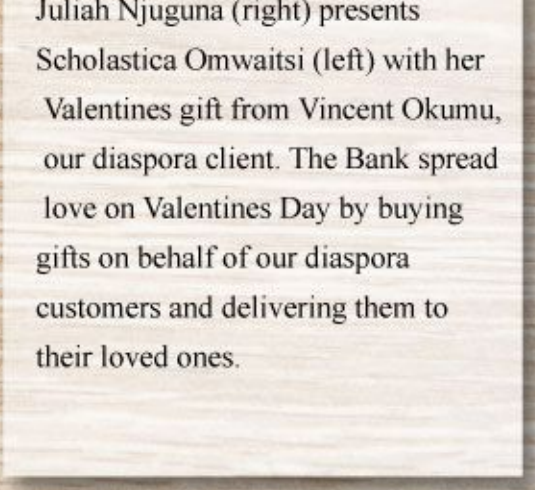 Juliah Njuguna (right) presents
Scholastica Omwaitsi (left) with her
Valentines gift from Vincent Okumu,
our diaspora client. The Bank spread
love on Valentines Day by buying
gifts on behalf of our diaspora
customers and delivering them to
their loved ones.